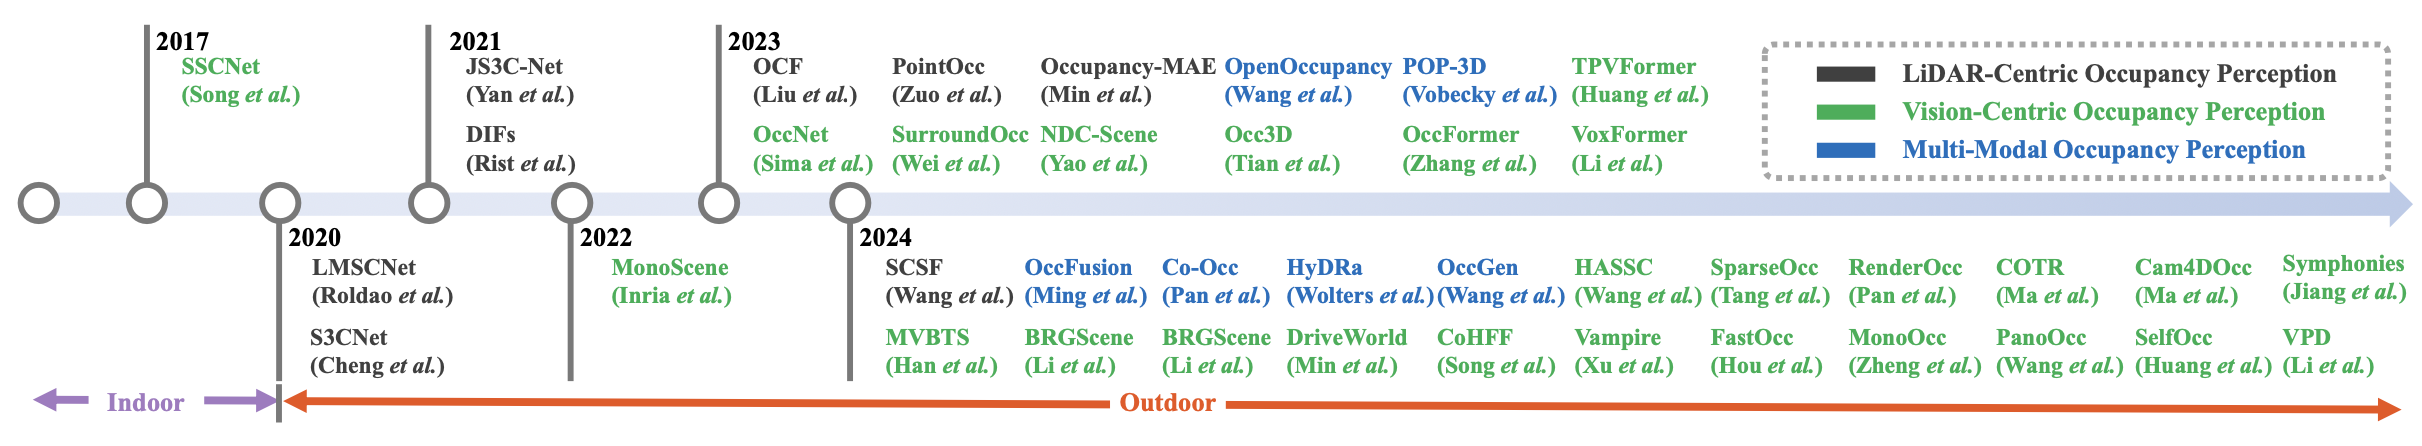 2017
SSCNet
(Song et al.)
2021
JS3C-Net
(Yan et al.)
DIFs
(Rist et al.)
2023
OCF
(Liu et al.)
PointOcc
(Zuo et al.)
Occupancy-MAE
(Min et al.)
OpenOccupancy
(Wang et al.)
POP-3D
(Vobecky et al.)
TPVFormer
(Huang et al.)
OccNet
(Sima et al.)
SurroundOcc
(Wei et al.)
NDC-Scene
(Yao et al.)
Occ3D
(Tian et al.)
OccFormer
(Zhang et al.)
VoxFormer
(Li et al.)
LiDAR-Centric Occupancy Perception
Vision-Centric Occupancy Perception
Multi-Modal Occupancy Perception
2020
LMSCNet
(Roldao et al.)
S3CNet
(Cheng et al.)
2022
MonoScene
(Inria et al.)
2024
SCSF
(Wang et al.)
OccFusion
(Ming et al.)
Co-Occ
(Pan et al.)
HyDRa
(Wolters et al.)
OccGen
(Wang et al.)
HASSC
(Wang et al.)
SparseOcc
(Tang et al.)
RenderOcc
(Pan et al.)
COTR
(Ma et al.)
Cam4DOcc
(Ma et al.)
Symphonies
(Jiang et al.)
MVBTS
(Han et al.)
BRGScene
(Li et al.)
BRGScene
(Li et al.)
DriveWorld
(Min et al.)
CoHFF
(Song et al.)
Vampire
(Xu et al.)
FastOcc
(Hou et al.)
MonoOcc
(Zheng et al.)
PanoOcc
(Wang et al.)
SelfOcc
(Huang et al.)
VPD
(Li et al.)
Indoor
Outdoor